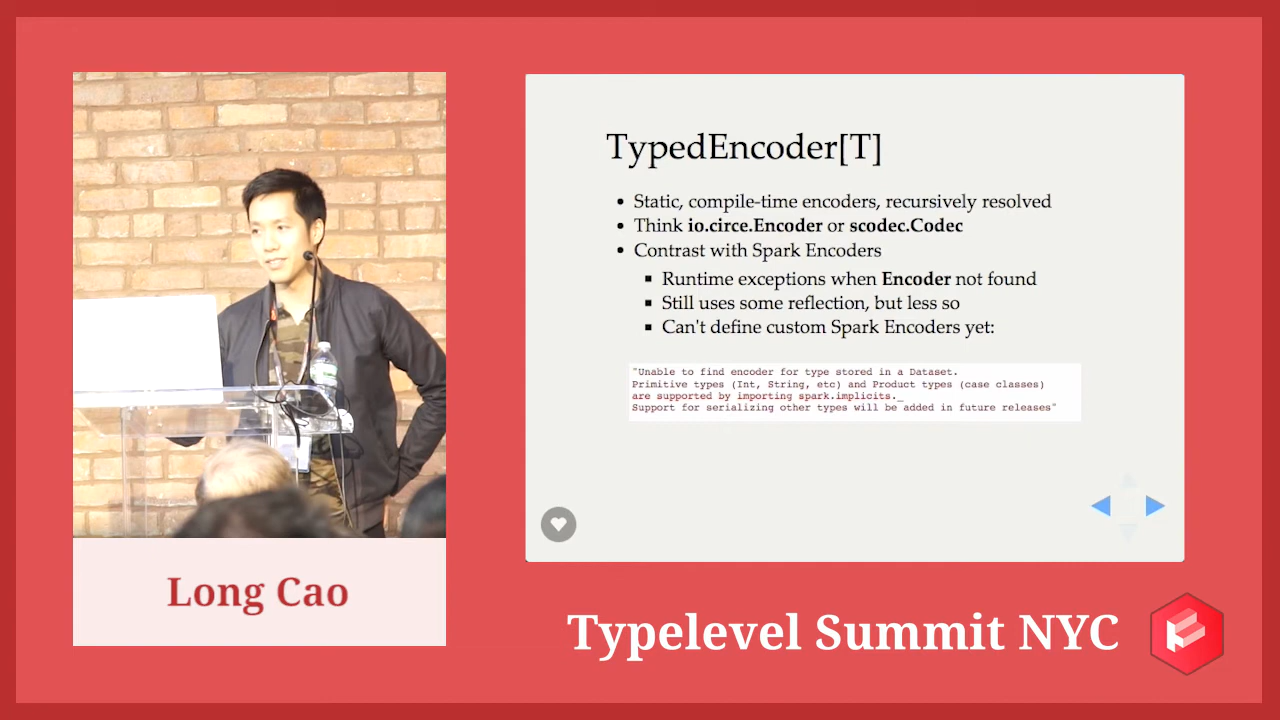 TypedEncoder[T]
• Static, compile-time encoders, recursively resolved
• Think io.circe.Encoder or scodec.Codec
• Contrast with Spark Encoders
▪ Runtime exceptions when Encoder not found
▪ Still uses some reflection, but less so
▪ Can't define custom Spark Encoders yet:
"Unable to find encoder for type stored in a Dataset.
Primitive types (Int, String, etc) and Product types (case classes)
are supported by importing spark.implicits._
Support for serializing other types will be added in future releases"
Long Cao
Typelevel Summit NYC